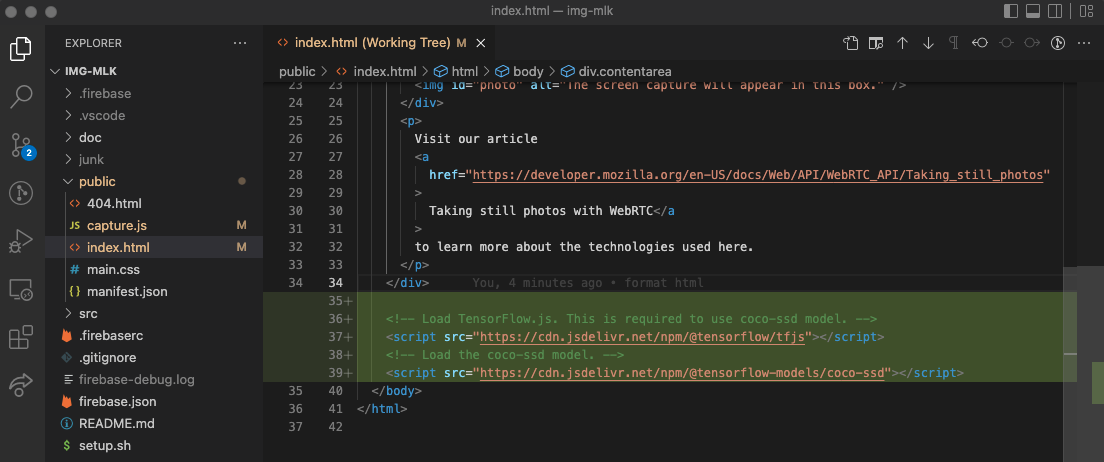 index.html — img-mlk
EXPLORER
IMG-MLK
.firebase
.vscode
doc
junk
public
404.html
JS capture.js M
index.html M
# main.css
{} manifest.json
src
.firebaserc
.gitignore
firebase-debug.log
firebase.json
README.md
$ setup.sh
2
index.html (Working Tree) M
public > index.html > html > body > div.contentarea
23 23 <img id="photo" alt="The screen capture will appear in this box." />
24 24 </div>
25 25 <p>
26 26 Visit our article
27 27 <a
28 28 href="https://developer.mozilla.org/en-US/docs/Web/API/WebRTC_API/Taking_still_photos"
29 29 >
30 30 Taking still photos with WebRTC</a
31 31 >
32 32 to learn more about the technologies used here.
33 33 </p>
34 34 </div> You, 4 minutes ago • format html
35+
36+ <!-- Load TensorFlow.js. This is required to use coco-ssd model. -->
37+ <script src="https://cdn.jsdelivr.net/npm/@tensorflow/tfjs"></script>
38+ <!-- Load the coco-ssd model. -->
39+ <script src="https://cdn.jsdelivr.net/npm/@tensorflow-models/coco-ssd"></script>
35 40 </body>
36 41 </html>
37 42